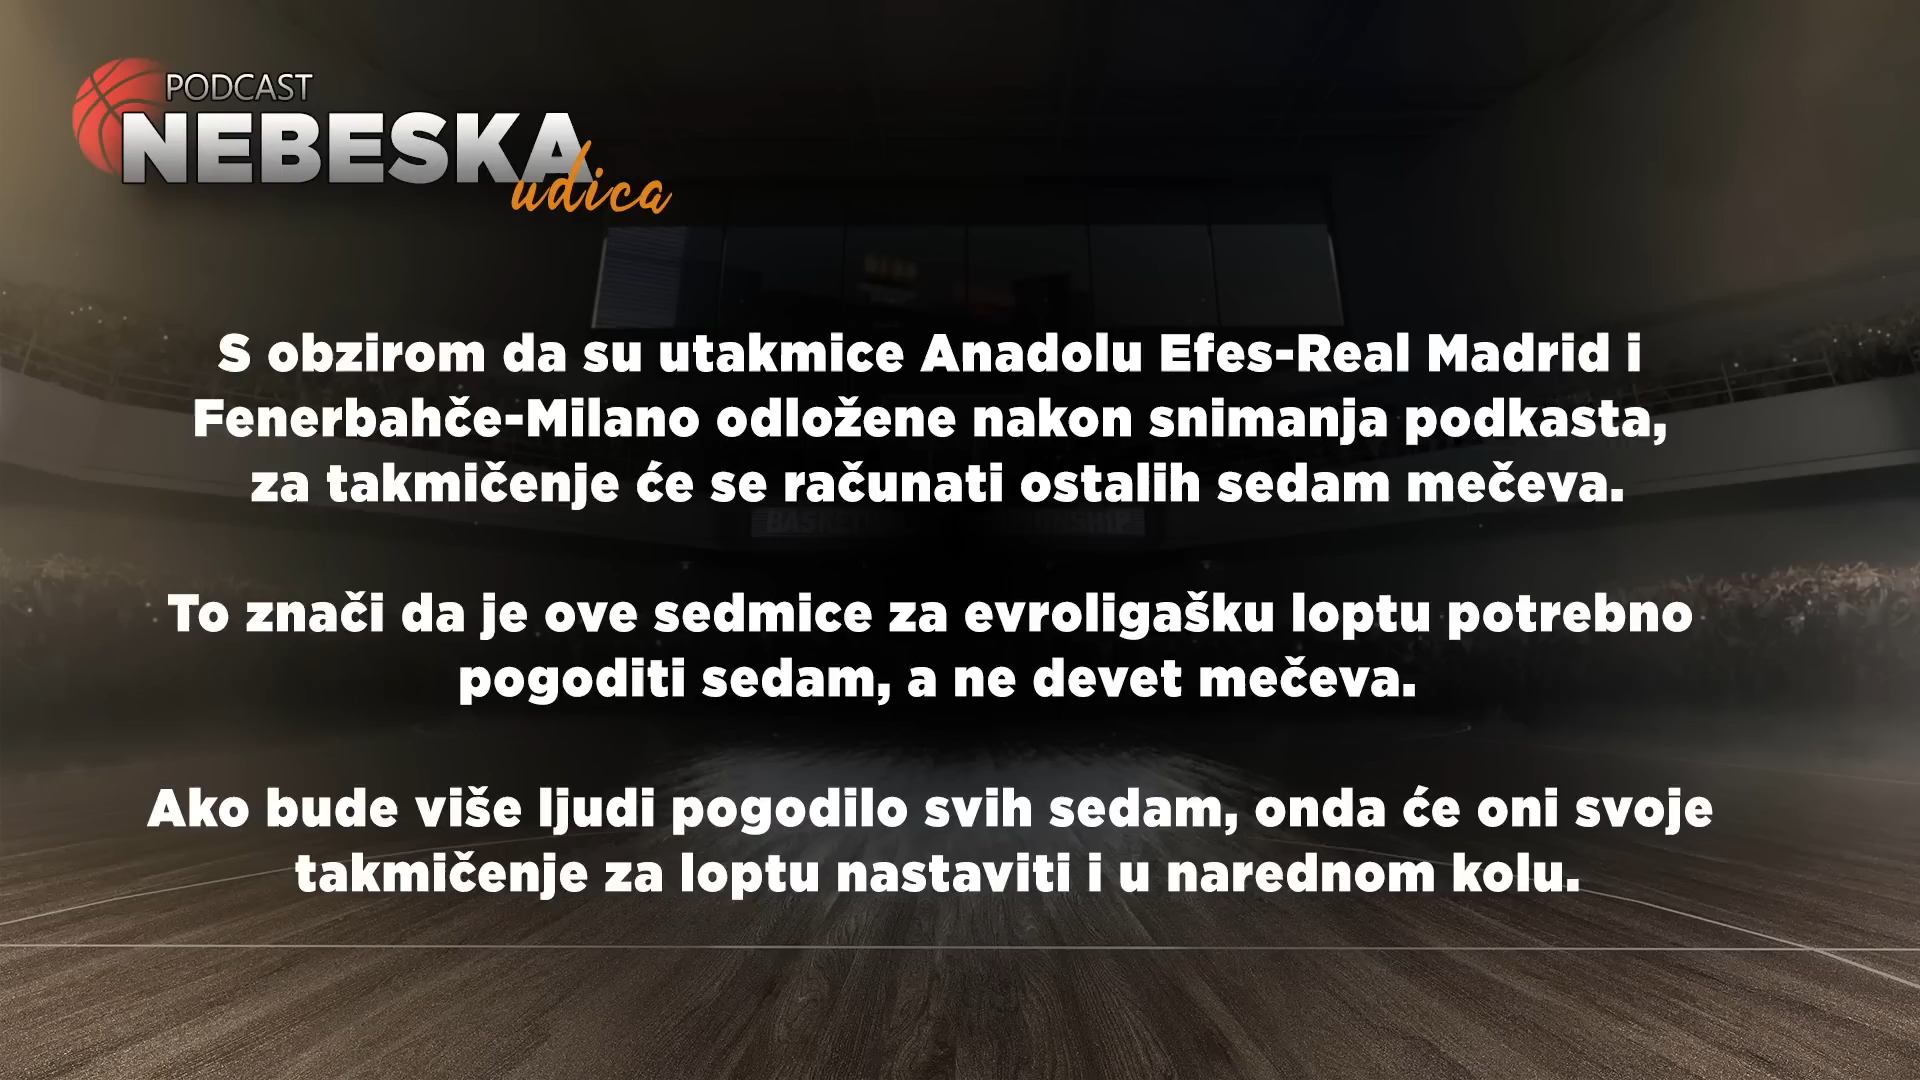 PODCAST
NEBESKA
udica
S obzirom da su utakmice Anadolu Efes-Real Madrid i
Fenerbahče-Milano odložene nakon snimanja podkasta,
za takmičenje će se računati ostalih sedam mečeva.
To znači da je ove sedmice za evroligašku loptu potrebno
pogoditi sedam, a ne devet mečeva.
Ako bude više ljudi pogodilo svih sedam, onda će oni svoje
takmičenje za loptu nastaviti i u narednom kolu.